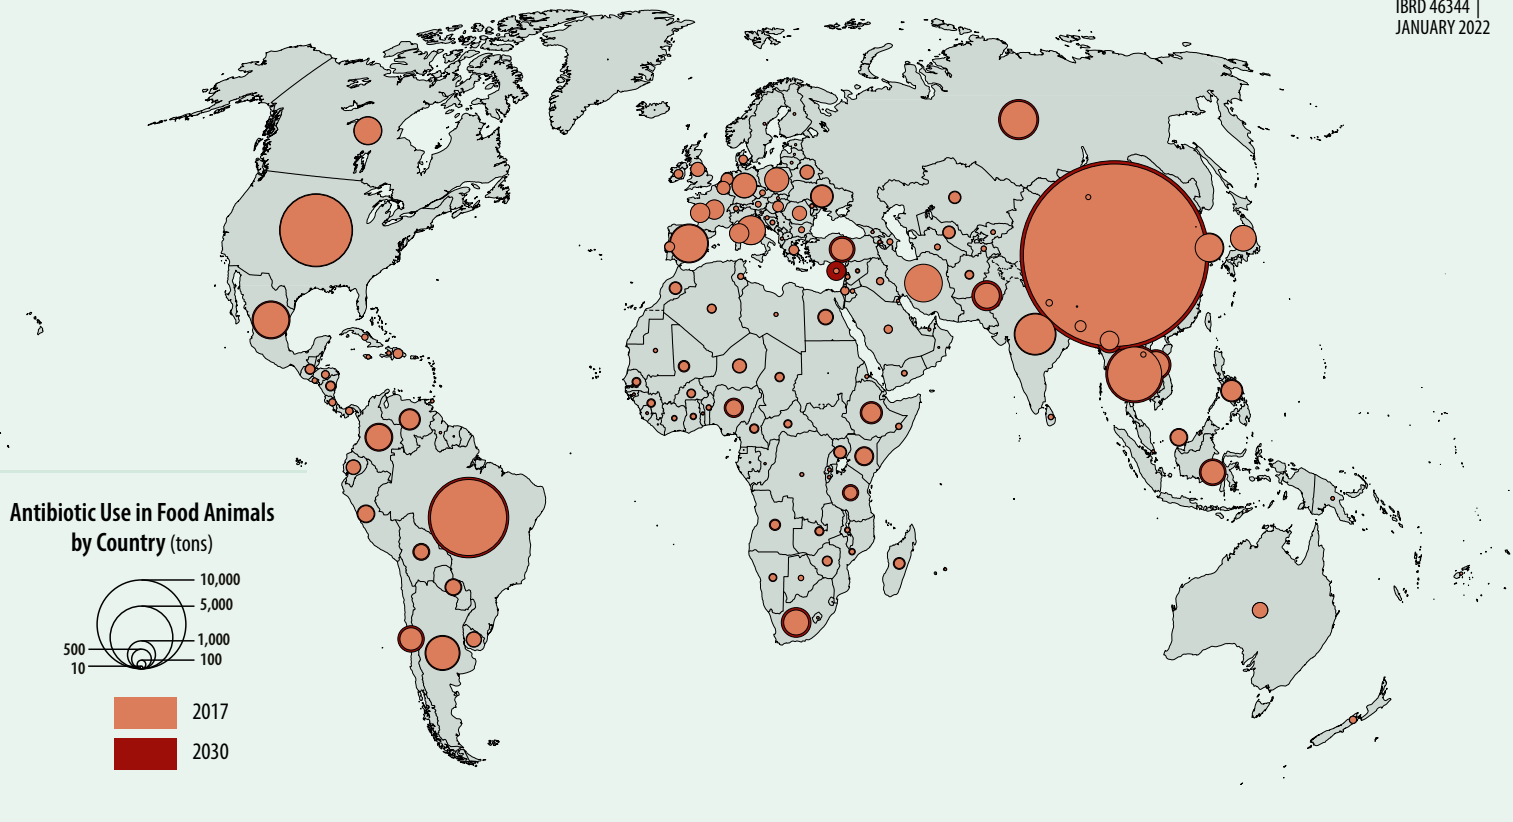 IBRD 46344 |
JANUARY 2022
Antibiotic Use in Food Animals
by Country (tons)
10,000
5,000
1,000
500
100
10
2017
2030